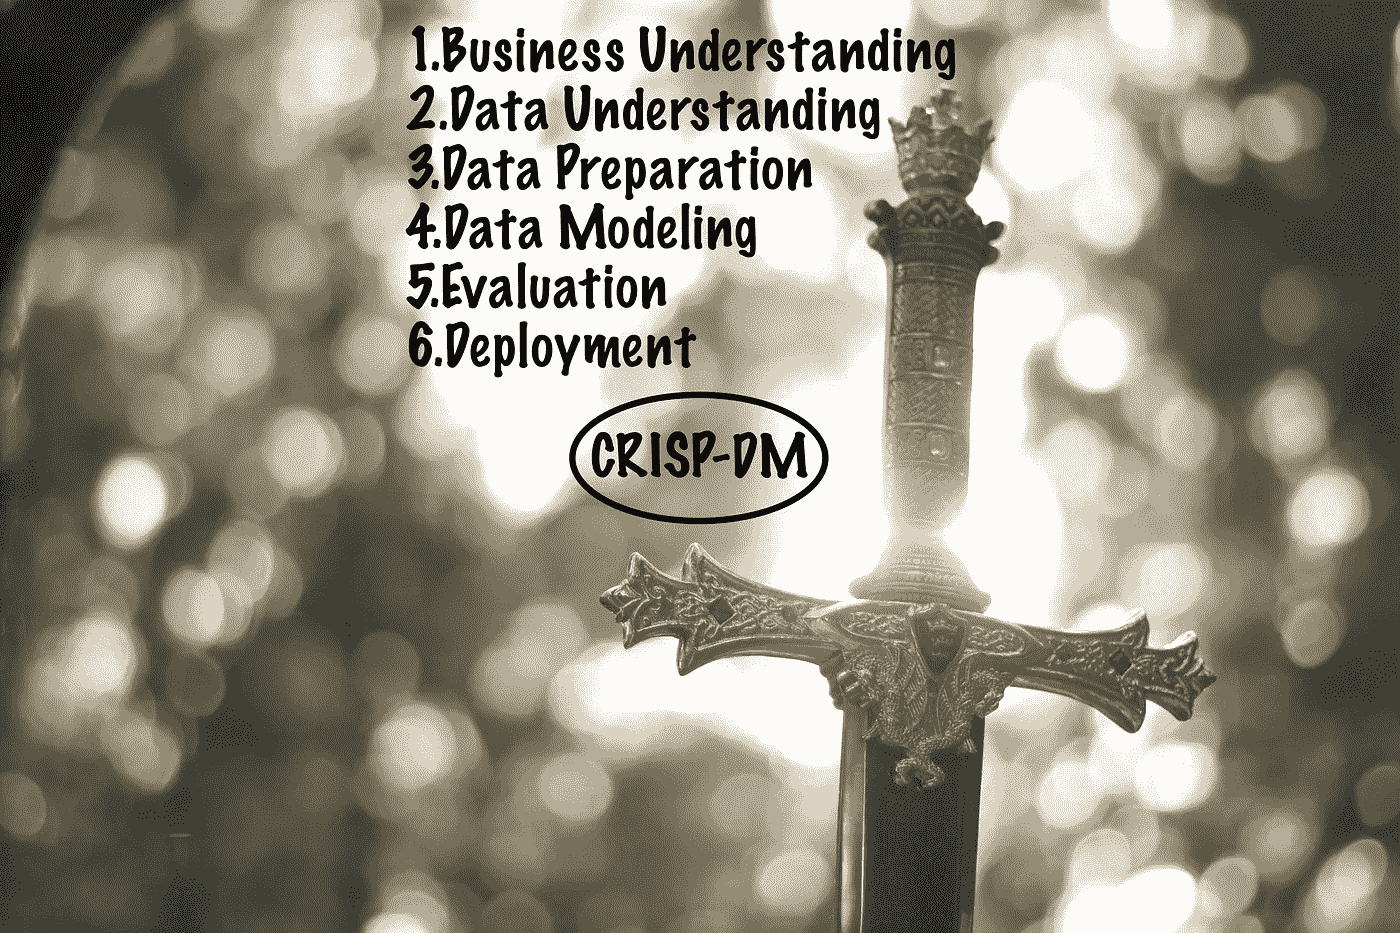 1.Business Understanding
2.Data Understanding
3.Data Preparation
4.Data Modeling
5.Evaluation
6.Deployment
CRISP-DM